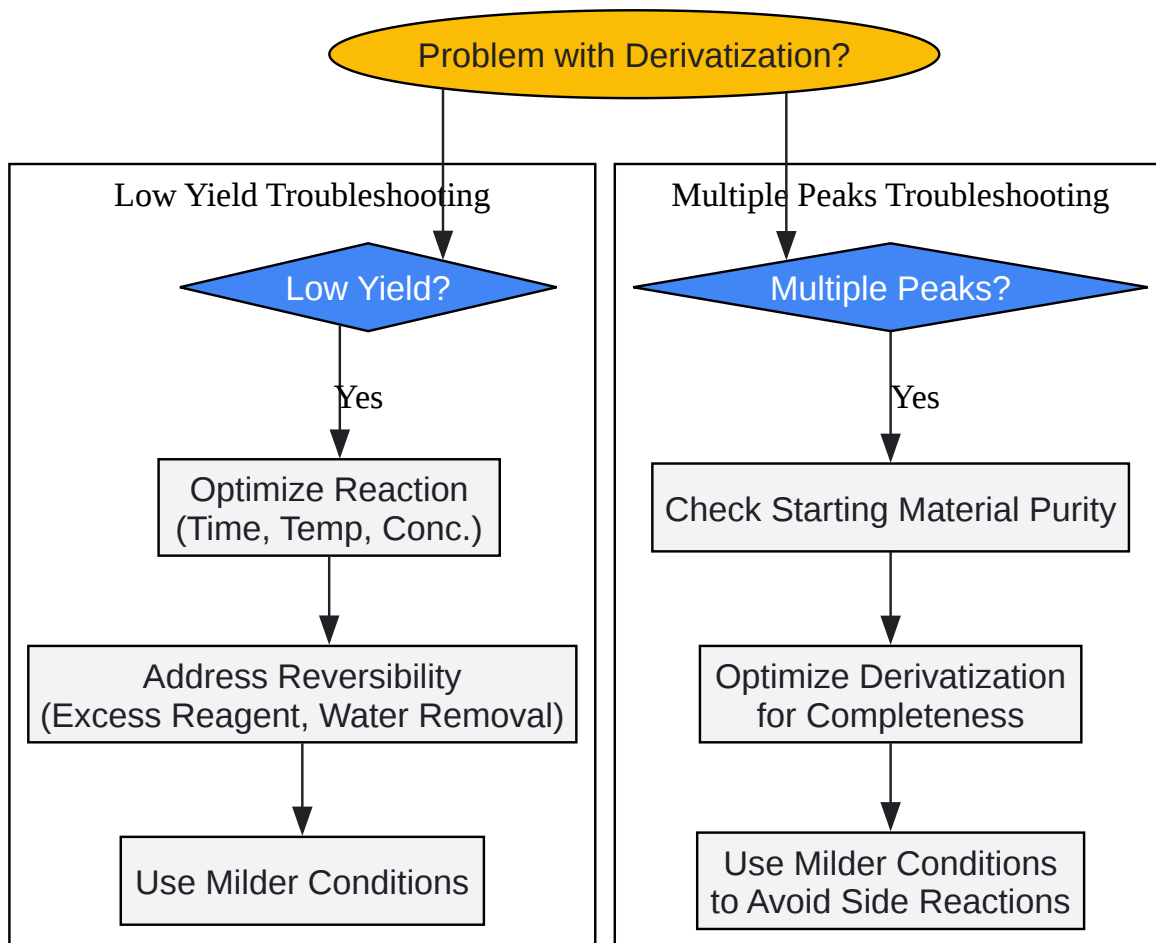 Problem with Derivatization?
Low Yield Troubleshooting
Low Yield?
Yes
Optimize Reaction
(Time, Temp, Conc.)
Address Reversibility
(Excess Reagent, Water Removal)
Use Milder Conditions
Multiple Peaks Troubleshooting
Multiple Peaks?
Yes
Check Starting Material Purity
Optimize Derivatization
for Completeness
Use Milder Conditions
to Avoid Side Reactions